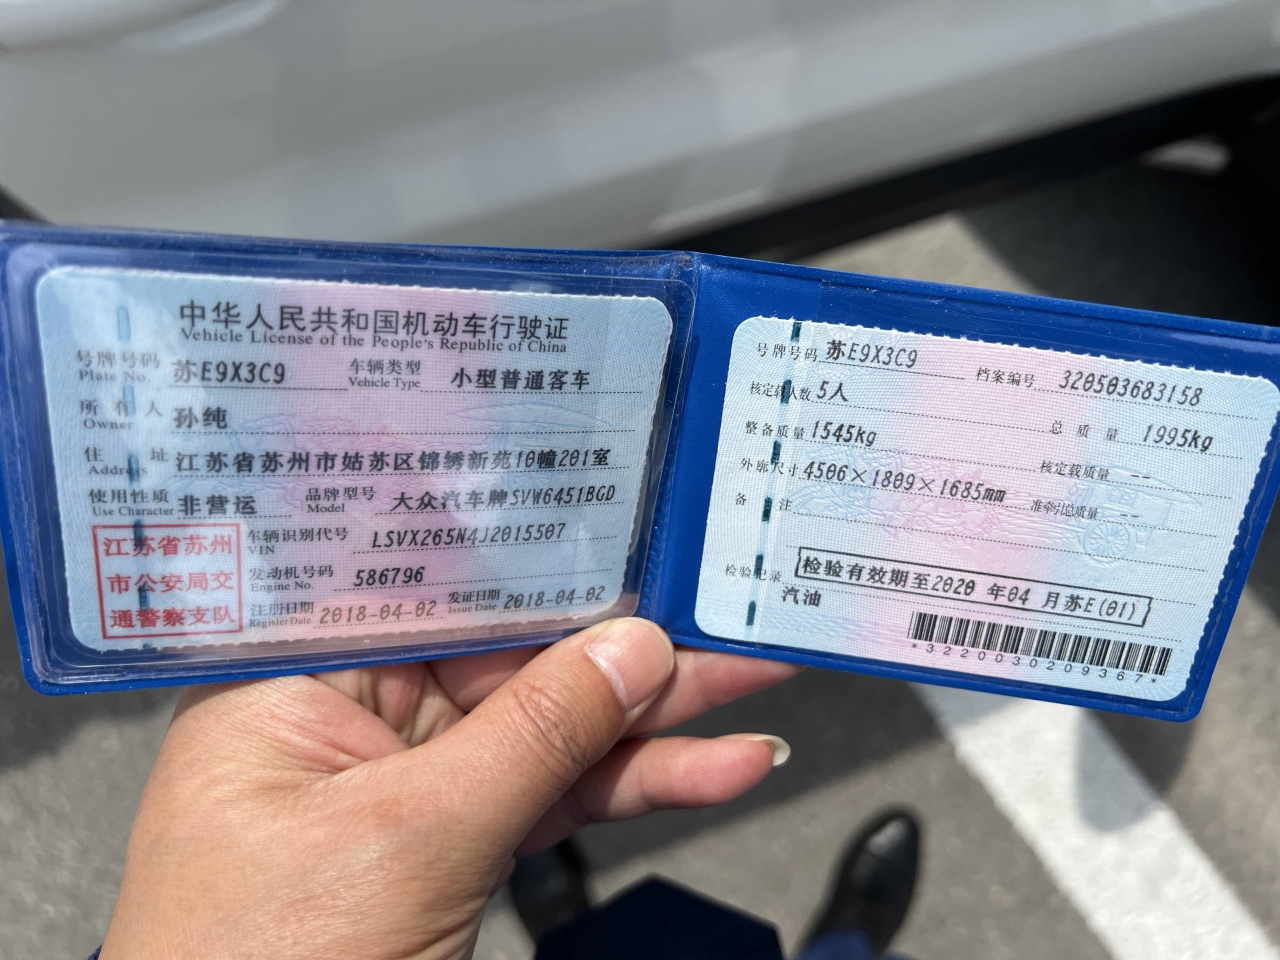 中华人民共和国机动车行驶证
Vehicle License of the People's Republic of China
号牌号码 苏E9X3C9 车辆类型 小型普通客车
Plate No. Vehicle Type
所有人 孙纯
Owner
住址 江苏省苏州市姑苏区锦绣新苑10幢201室
Address
使用性质 非营运 品牌型号 大众汽车牌SVW6451BGD
Use Character Model
江苏省苏州
市公安局交
通警察支队
车辆识别代号 LSVX265N4J2015507
VIN
发动机号码 586796
Engine No.
注册日期 2018-04-02 发证日期 2018-04-02
Register Date Issue Date
号牌号码 苏E9X3C9 档案编号 320503683158
核定载人数 5人 总质量 1995kg
整备质量 1545kg 核定载质量 --
外廓尺寸 4506×1809×1685mm 准牵引总质量 --
备注
检验记录 检验有效期至2020 年04 月苏E(01)
汽油
*3220030209367*